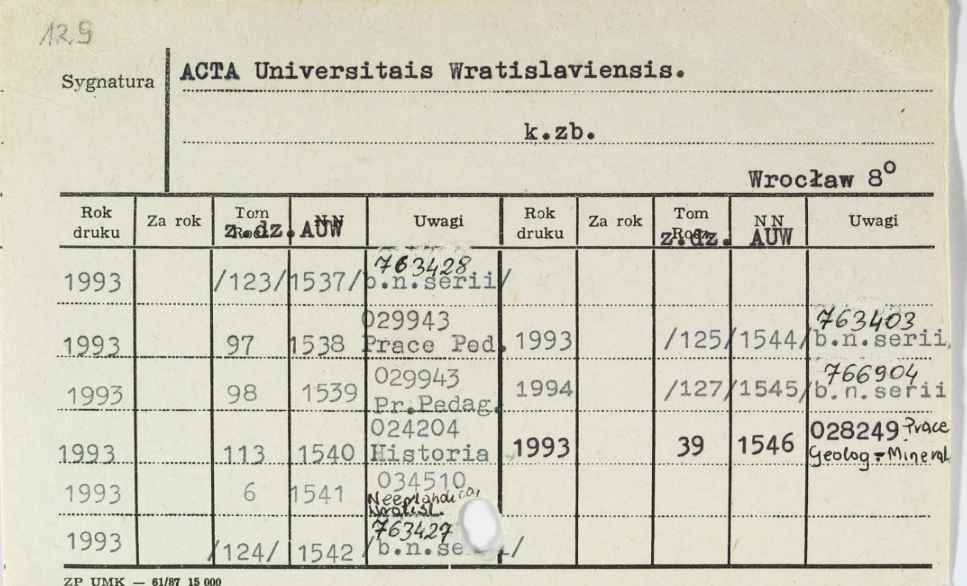 129
Sygnatura
ACTA Universitais Wratislaviensis.
k.zb.
Wrocław 8°
Rok druku Za rok Tom z.dz. NN AUW Uwagi Rok druku Za rok Tom z.dz. NN AUW Uwagi
763428
1993 /123/ 1537/ b.n.serii/
029943
1993 97 1538 Prace Ped.
763403
1993 /125/ 1544/ b.n.serii/
029943
1993 98 1539 Pr.Pedag.
766904
1994 /127/ 1545/ b.n.serii
024204
1993 113 1540 Historia
1993 39 1546 028249 Prace
Geolog=Mineral
034510
1993 6 1541 Neerlandica
Wratisl.
763427
1993 /124/ 1542 /b.n.se /
ZP UMK — 61/87 15 000